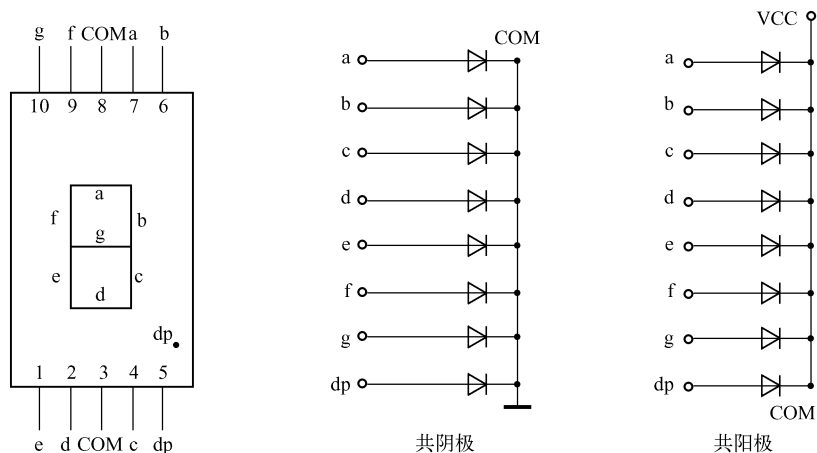 g f COM a b
10 9 8 7 6
a
f b
g
e c
d
dp
1 2 3 4 5
e d COM c dp
COM
a
b
c
d
e
f
g
dp
共阴极
VCC
a
b
c
d
e
f
g
dp
COM
共阳极